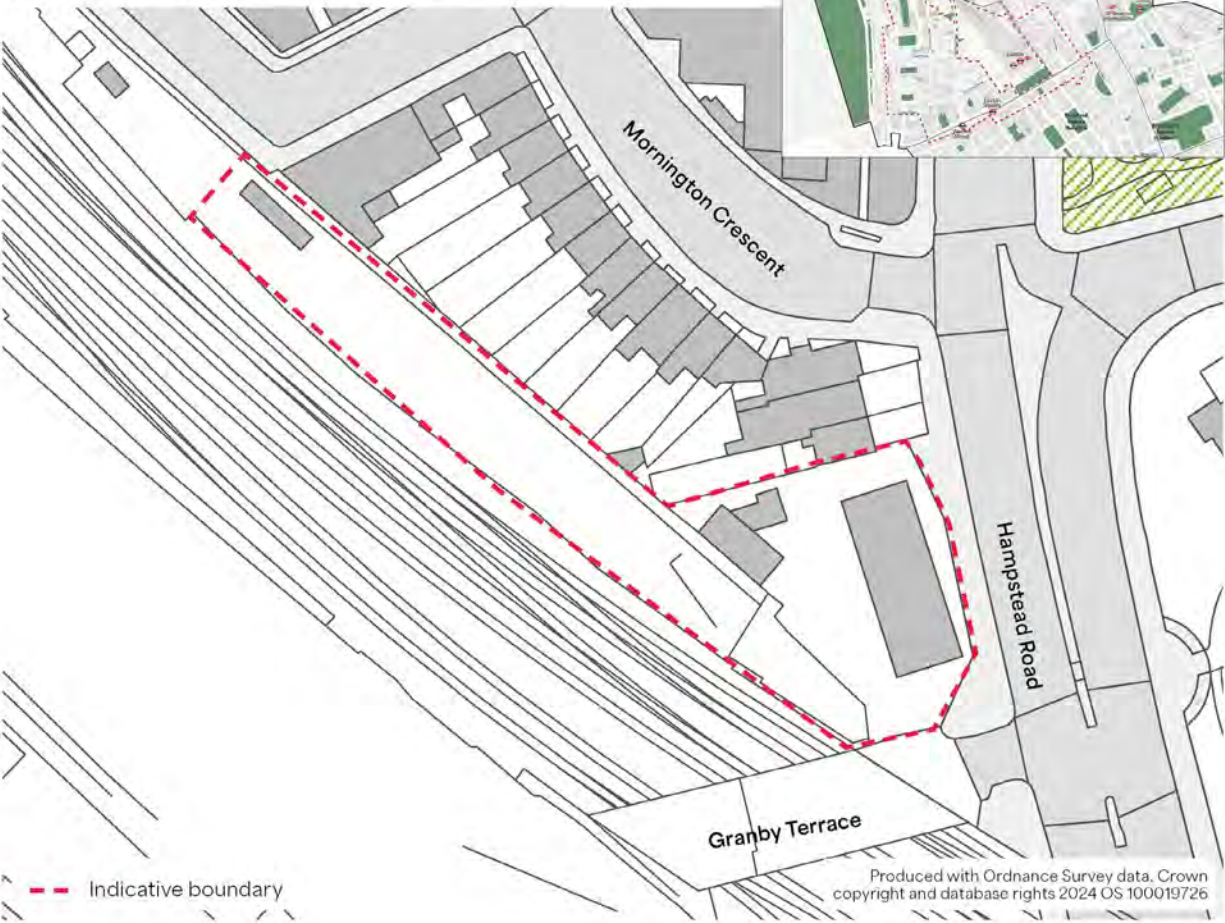 Mornington Crescent
Hampstead Road
Granby Terrace
Indicative boundary
Produced with Ordnance Survey data, Crown
copyright and database rights 2024 OS 100019726